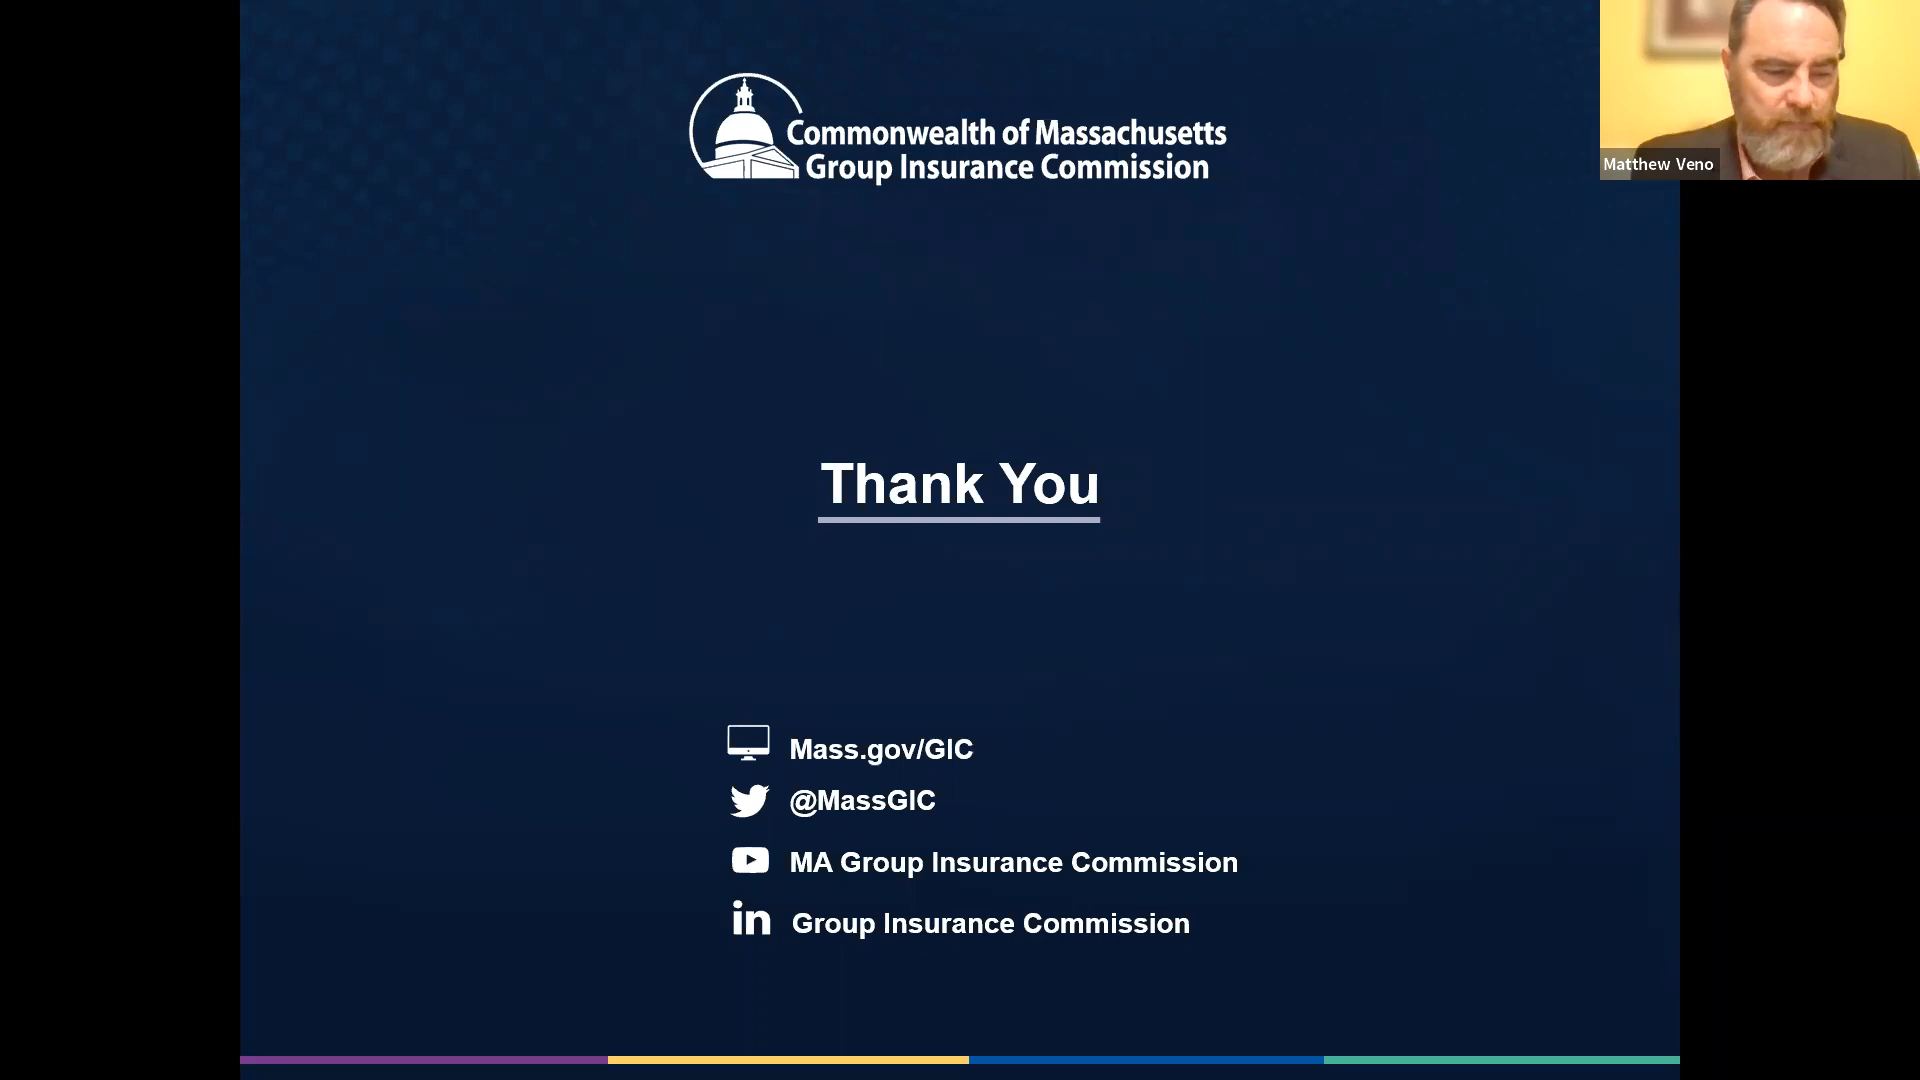 Commonwealth of Massachusetts
Group Insurance Commission
Matthew Veno
Thank You
Mass.gov/GIC
@MassGIC
MA Group Insurance Commission
in Group Insurance Commission